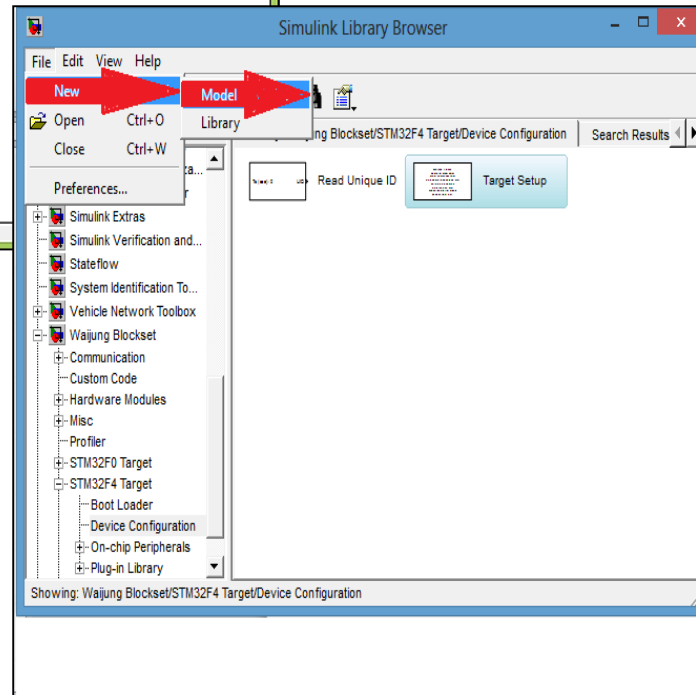 Simulink Library Browser
File Edit View Help
New
Model
Open Ctrl+O
Library
Close Ctrl+W
Preferences...
ng Blockset/STM32F4 Target/Device Configuration
Search Results
Read Unique ID
Target Setup
Simulink Extras
Simulink Verification and...
Stateflow
System Identification To...
Vehicle Network Toolbox
Waijung Blockset
Communication
Custom Code
Hardware Modules
Misc
Profiler
STM32F0 Target
STM32F4 Target
Boot Loader
Device Configuration
On-chip Peripherals
Plug-in Library
Showing: Waijung Blockset/STM32F4 Target/Device Configuration